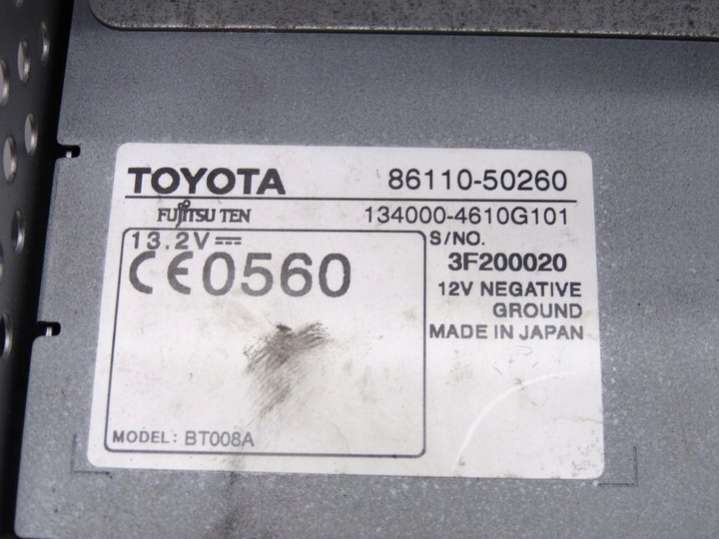 TOYOTA 86110-50260
FUJITSU TEN 134000-4610G101
13.2V⎓ S/NO.
CE0560 3F200020
12V NEGATIVE
GROUND
MADE IN JAPAN
MODEL: BT008A